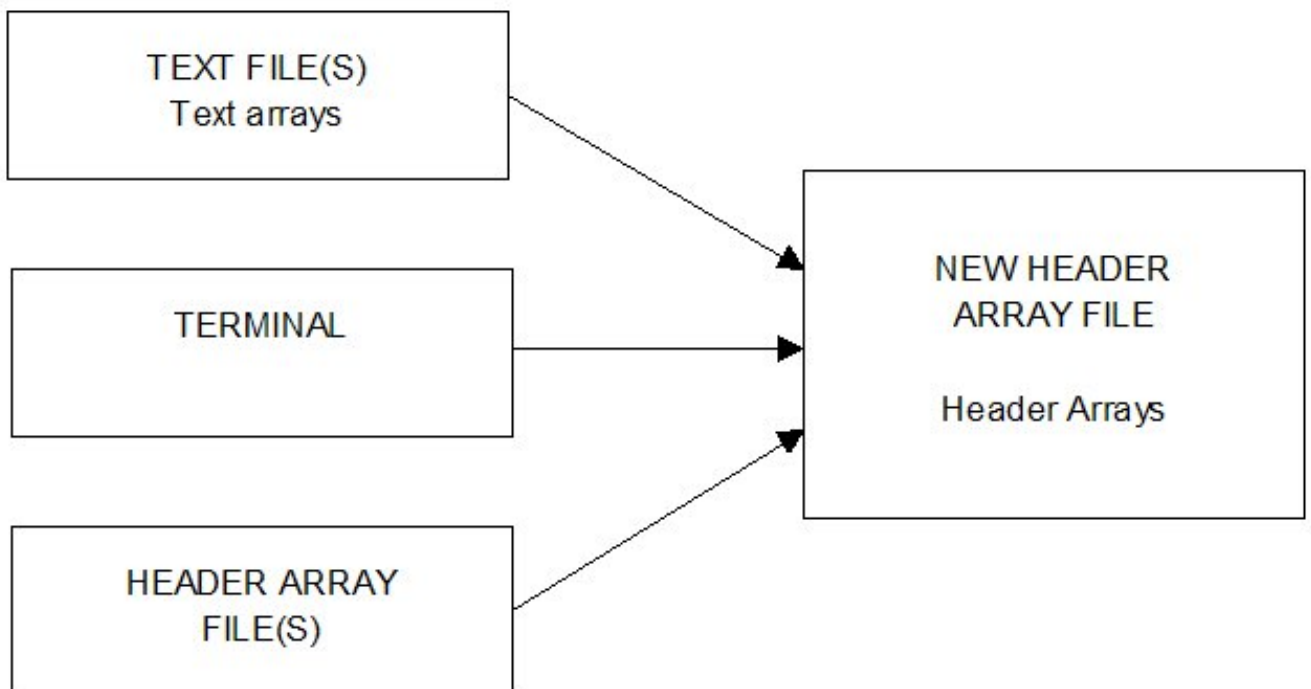 TEXT FILE(S)
Text arrays
TERMINAL
HEADER ARRAY
FILE(S)
NEW HEADER
ARRAY FILE
Header Arrays